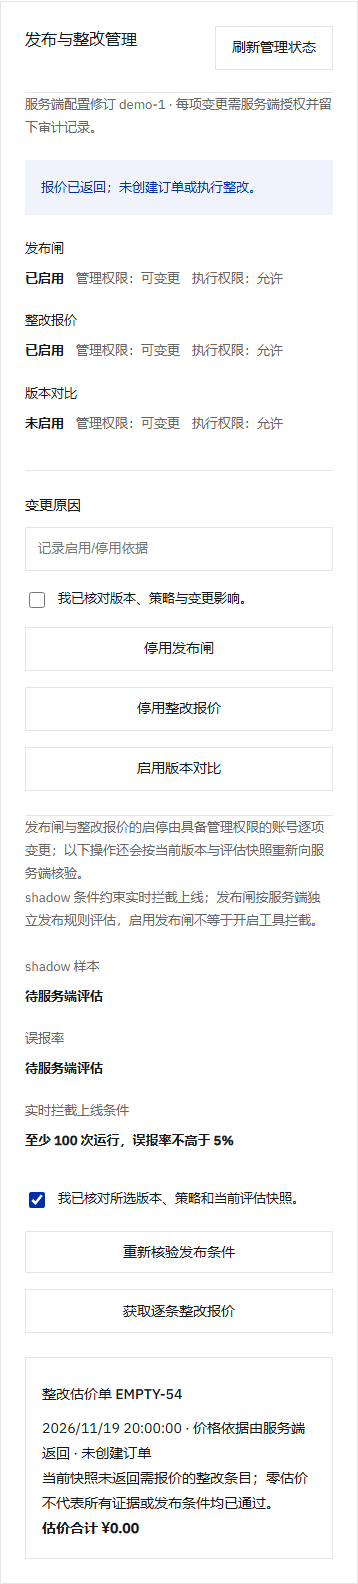 发布与整改管理
刷新管理状态
服务端配置修订 demo-1 · 每项变更需服务端授权并留
下审计记录。
报价已返回；未创建订单或执行整改。
发布闸
已启用 管理权限：可变更 执行权限：允许
整改报价
已启用 管理权限：可变更 执行权限：允许
版本对比
未启用 管理权限：可变更 执行权限：允许
变更原因
记录启用/停用依据
我已核对版本、策略与变更影响。
停用发布闸
停用整改报价
启用版本对比
发布闸与整改报价的启停由具备管理权限的账号逐项
变更；以下操作还会按当前版本与评估快照重新向服
务端核验。
shadow 条件约束实时拦截上线；发布闸按服务端独
立发布规则评估，启用发布闸不等于开启工具拦截。
shadow 样本
待服务端评估
误报率
待服务端评估
实时拦截上线条件
至少 100 次运行，误报率不高于 5%
我已核对所选版本、策略和当前评估快照。
重新核验发布条件
获取逐条整改报价
整改估价单 EMPTY-54
2026/11/19 20:00:00 · 价格依据由服务端
返回 · 未创建订单
当前快照未返回需报价的整改条目；零估价
不代表所有证据或发布条件均已通过。
估价合计 ¥0.00